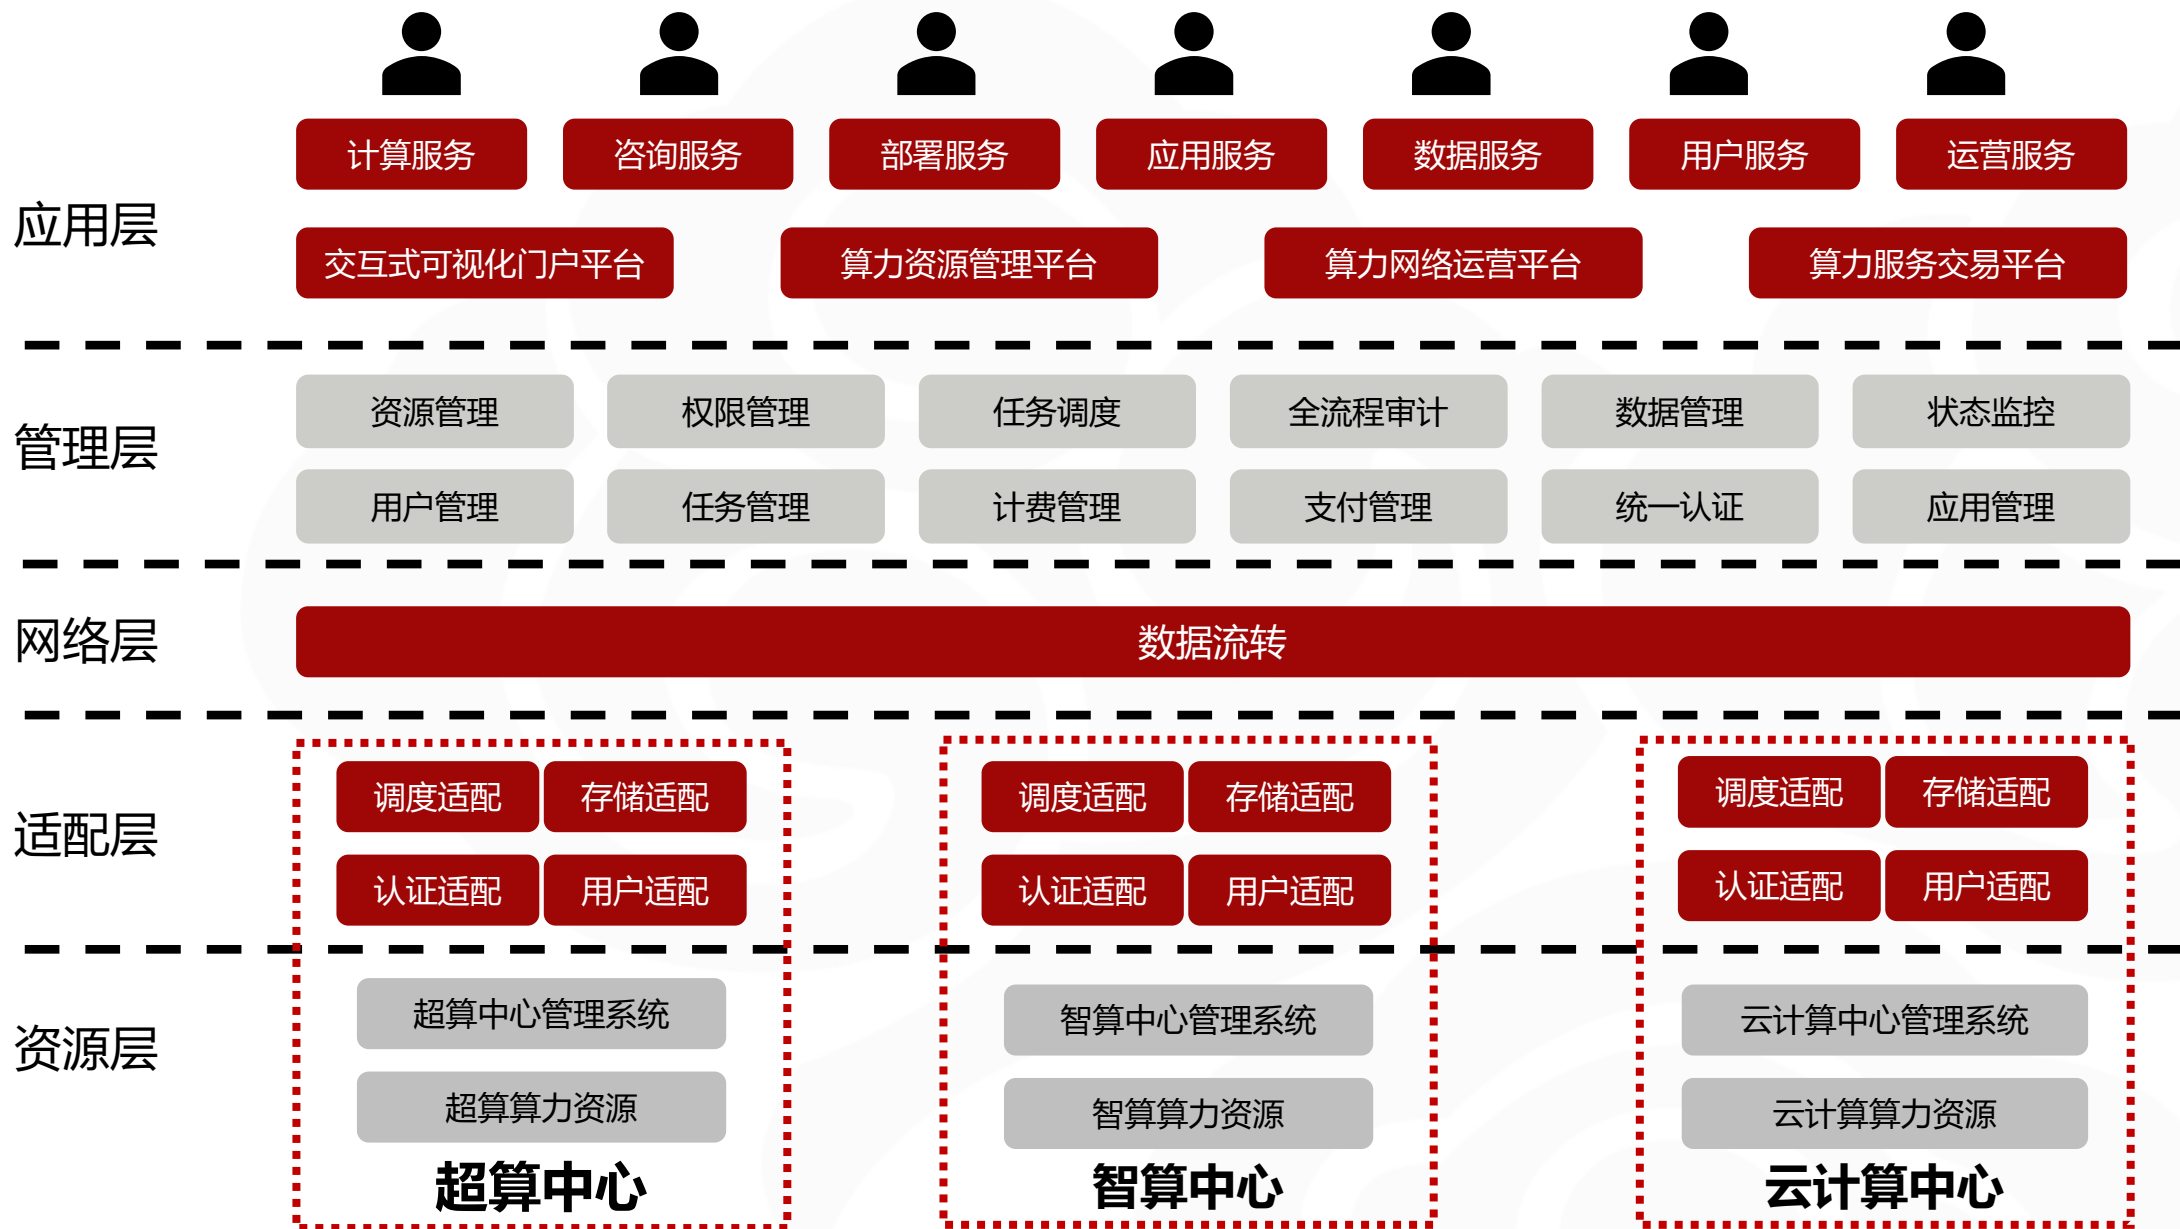 计算服务 咨询服务 部署服务 应用服务 数据服务 用户服务 运营服务
应用层
交互式可视化门户平台 算力资源管理平台 算力网络运营平台 算力服务交易平台
资源管理 权限管理 任务调度 全流程审计 数据管理 状态监控
管理层
用户管理 任务管理 计费管理 支付管理 统一认证 应用管理
网络层 数据流转
调度适配 存储适配 调度适配 存储适配 调度适配 存储适配
适配层
认证适配 用户适配 认证适配 用户适配 认证适配 用户适配
超算中心管理系统 智算中心管理系统 云计算中心管理系统
资源层
超算算力资源 智算算力资源 云计算算力资源
超算中心 智算中心 云计算中心